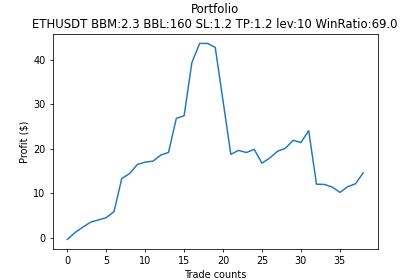 Portfolio
ETHUSDT BBM:2.3 BBL:160 SL:1.2 TP:1.2 lev:10 WinRatio:69.0
40
30
20
10
0
Profit ($)
0 5 10 15 20 25 30 35
Trade counts